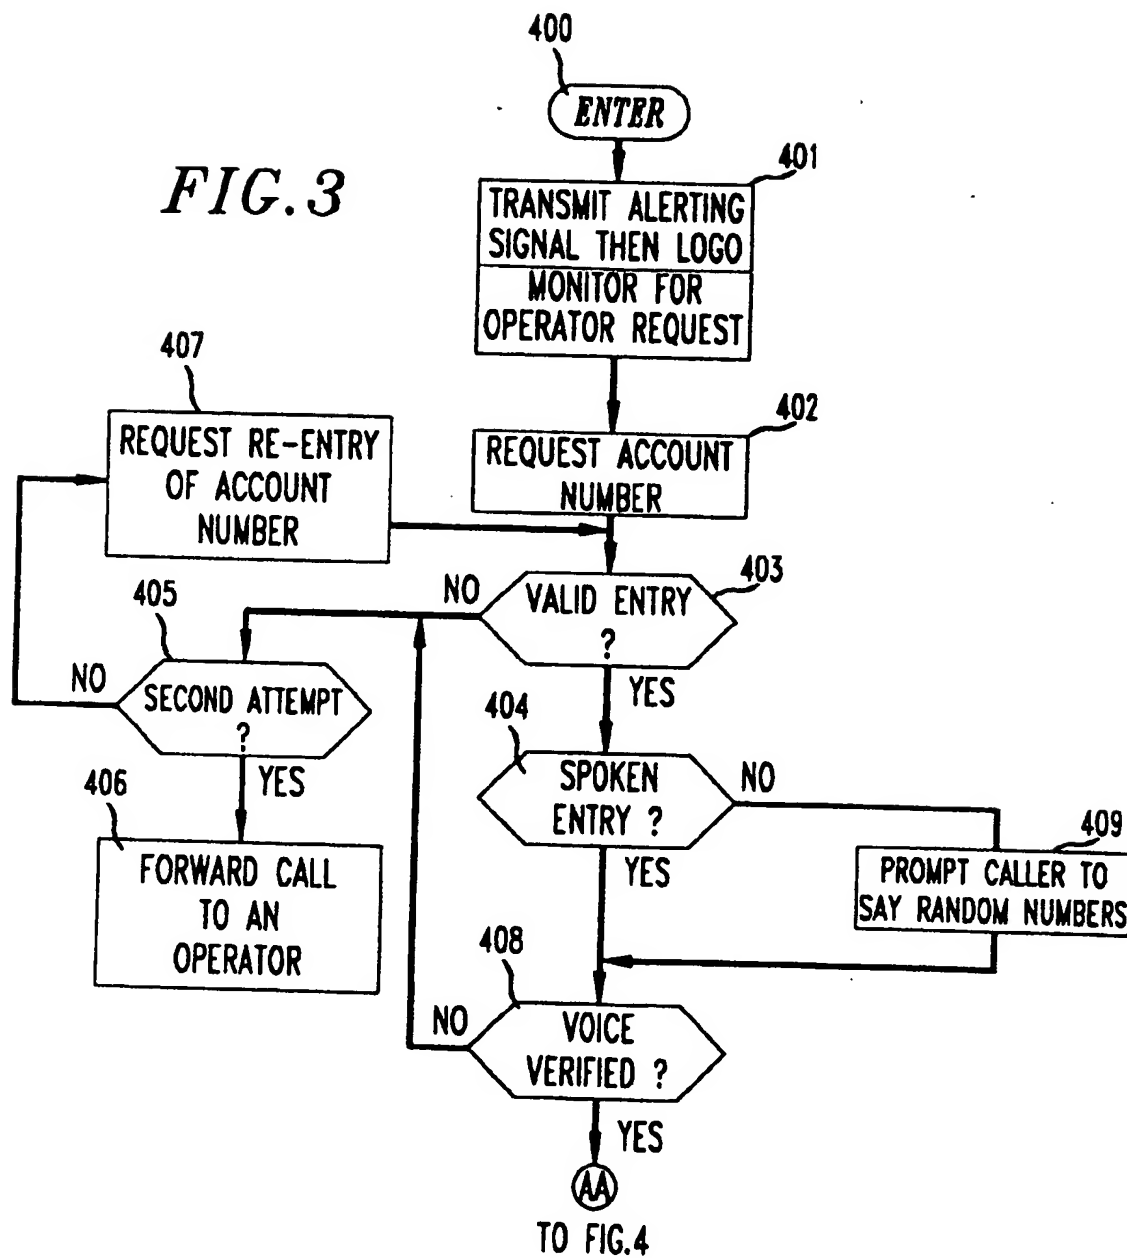 400
ENTER
FIG.3
401
TRANSMIT ALERTING
SIGNAL THEN LOGO
MONITOR FOR
OPERATOR REQUEST
407
REQUEST RE-ENTRY
OF ACCOUNT
NUMBER
402
REQUEST ACCOUNT
NUMBER
403
VALID ENTRY
?
NO
YES
405
SECOND ATTEMPT
?
NO
YES
406
FORWARD CALL
TO AN
OPERATOR
404
SPOKEN
ENTRY ?
NO
YES
409
PROMPT CALLER TO
SAY RANDOM NUMBERS
408
VOICE
VERIFIED ?
NO
YES
AA
TO FIG.4